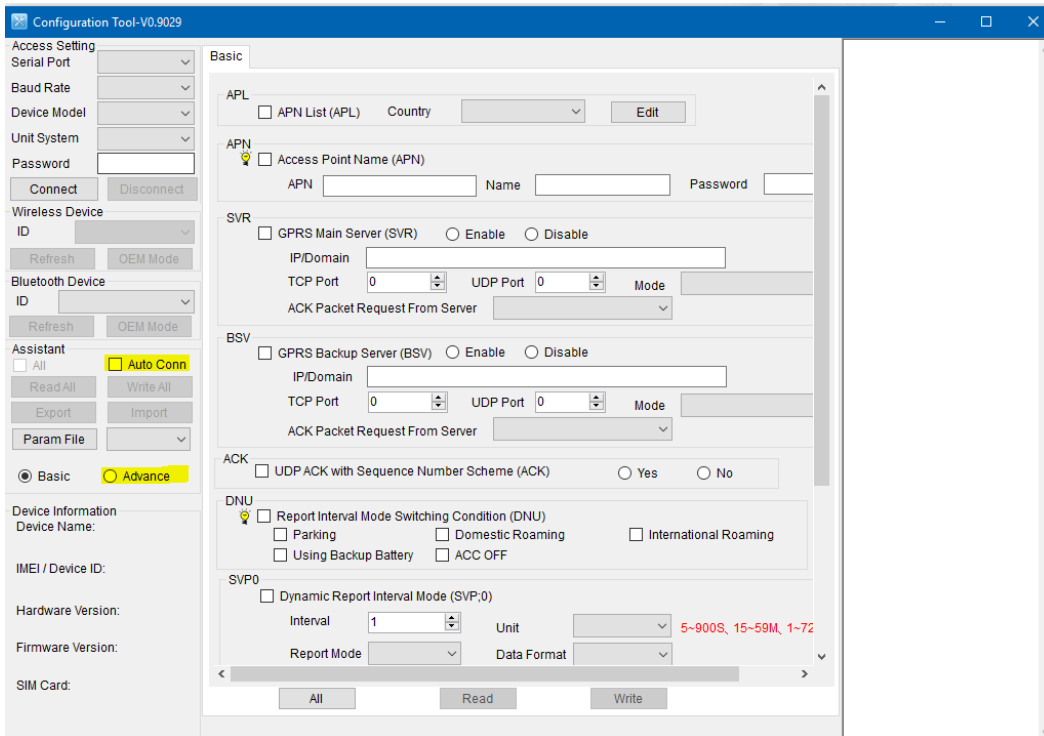 Configuration Tool-V0.9029
Access Setting
Serial Port
Baud Rate
Device Model
Unit System
Password
Connect Disconnect
Wireless Device
ID
Refresh OEM Mode
Bluetooth Device
ID
Refresh OEM Mode
Assistant
All Auto Conn
Read All Write All
Export Import
Param File
Basic Advance
Device Information
Device Name:
IMEI / Device ID:
Hardware Version:
Firmware Version:
SIM Card:
Basic
APL
APN List (APL) Country Edit
APN
Access Point Name (APN)
APN Name Password
SVR
GPRS Main Server (SVR) Enable Disable
IP/Domain
TCP Port 0 UDP Port 0 Mode
ACK Packet Request From Server
BSV
GPRS Backup Server (BSV) Enable Disable
IP/Domain
TCP Port 0 UDP Port 0 Mode
ACK Packet Request From Server
ACK
UDP ACK with Sequence Number Scheme (ACK) Yes No
DNU
Report Interval Mode Switching Condition (DNU)
Parking Domestic Roaming International Roaming
Using Backup Battery ACC OFF
SVP0
Dynamic Report Interval Mode (SVP;0)
Interval 1 Unit 5~900S、15~59M、1~72
Report Mode Data Format
All Read Write